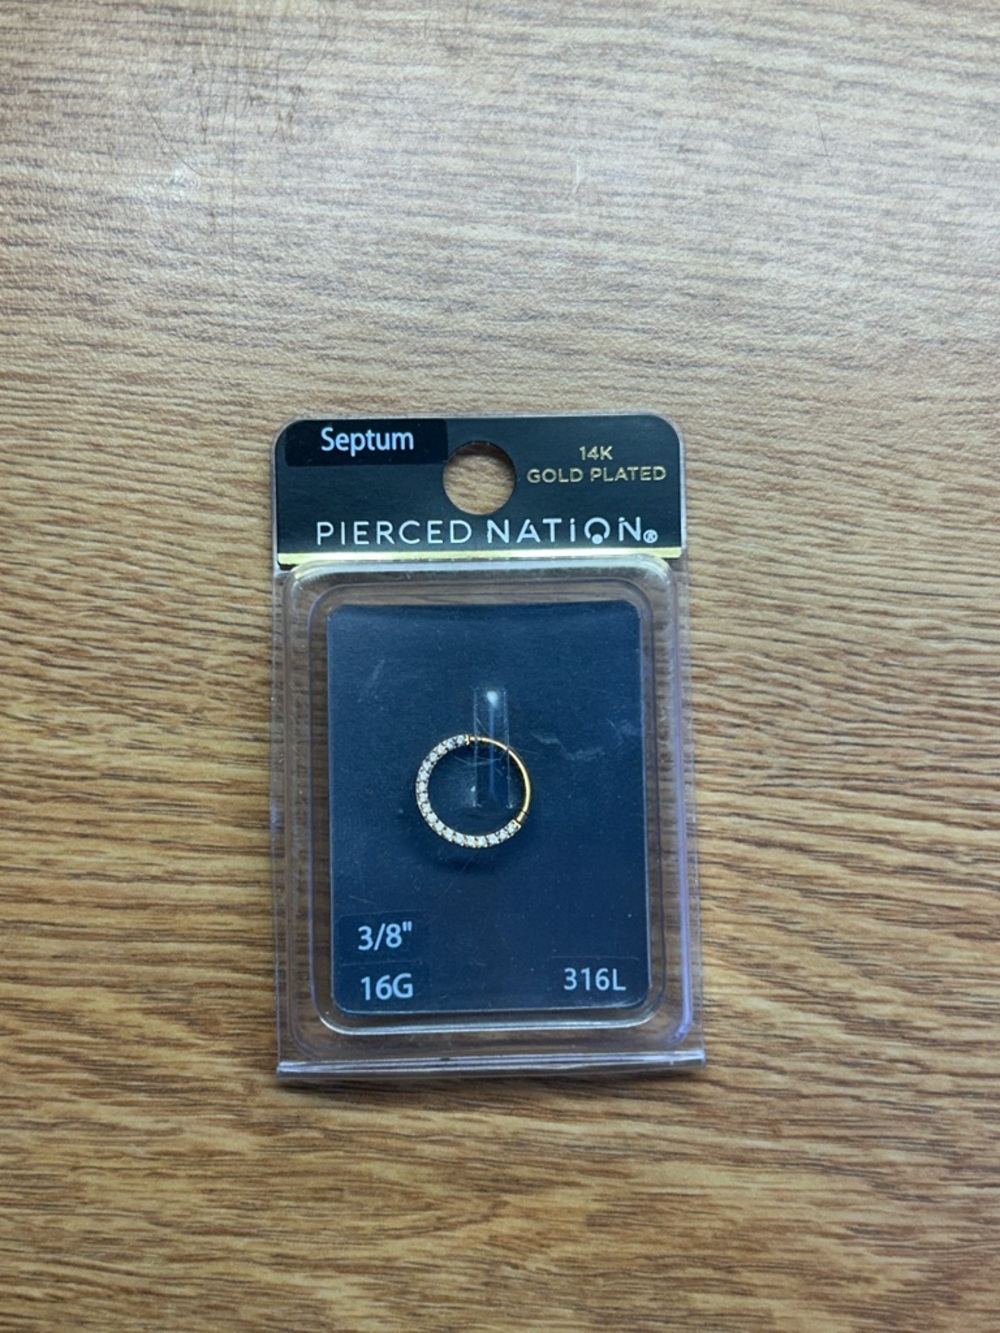 Septum
14K
GOLD PLATED
PIERCED NATION®
3/8"
16G
316L